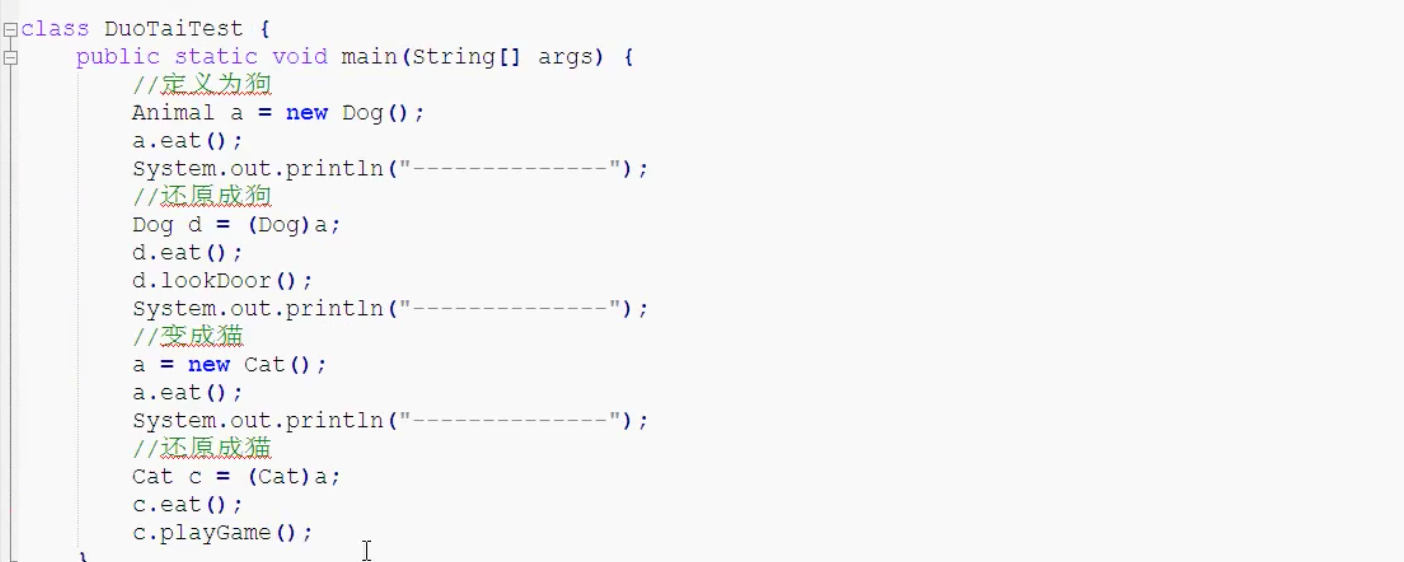 class DuoTaiTest {
public static void main(String[] args) {
//定义为狗
Animal a = new Dog();
a.eat();
System.out.println("--------------");
//还原成狗
Dog d = (Dog)a;
d.eat();
d.lookDoor();
System.out.println("--------------");
//变成猫
a = new Cat();
a.eat();
System.out.println("--------------");
//还原成猫
Cat c = (Cat)a;
c.eat();
c.playGame();
}